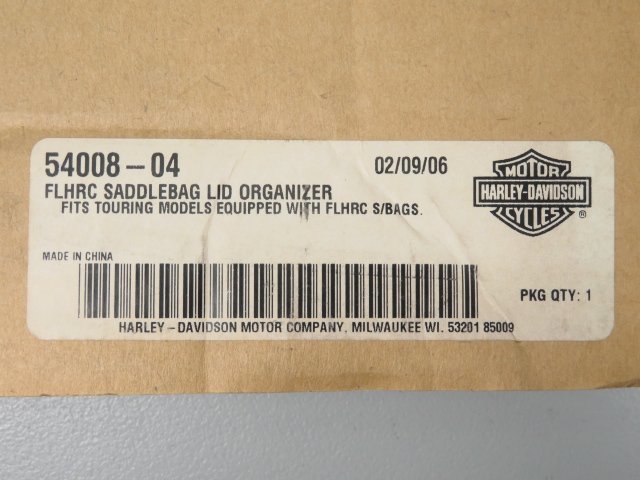 54008-04 02/09/06
FLHRC SADDLEBAG LID ORGANIZER
FITS TOURING MODELS EQUIPPED WITH FLHRC S/BAGS.
MOTOR
HARLEY-DAVIDSON
CYCLES®
MADE IN CHINA
PKG QTY: 1
HARLEY-DAVIDSON MOTOR COMPANY, MILWAUKEE WI. 53201 85009